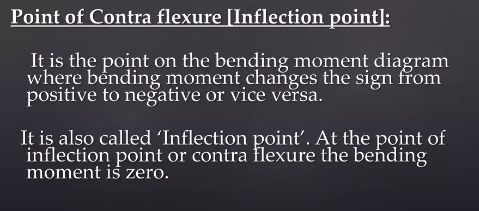 Point of Contra flexure [Inflection point]:
It is the point on the bending moment diagram
where bending moment changes the sign from
positive to negative or vice versa.
It is also called ‘Inflection point’. At the point of
inflection point or contra flexure the bending
moment is zero.